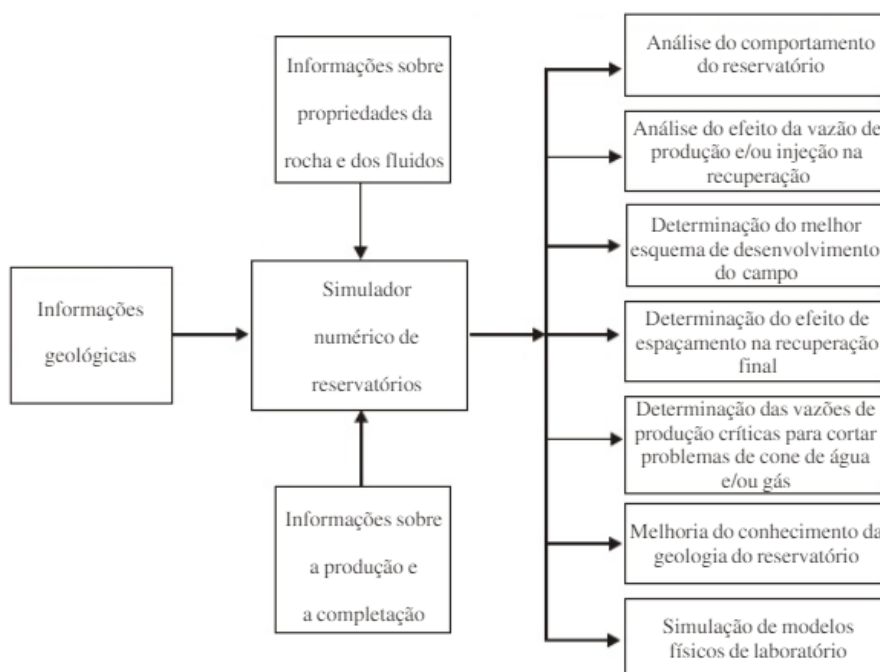 Informações sobre
propriedades da
rocha e dos fluidos
Informações
geológicas
Simulador
numérico de
reservatórios
Informações sobre
a produção e
a completação
Análise do comportamento
do reservatório
Análise do efeito da vazão de
produção e/ou injeção na
recuperação
Determinação do melhor
esquema de desenvolvimento
do campo
Determinação do efeito de
espaçamento na recuperação
final
Determinação das vazões de
produção críticas para cortar
problemas de cone de água
e/ou gás
Melhoria do conhecimento da
geologia do reservatório
Simulação de modelos
físicos de laboratório